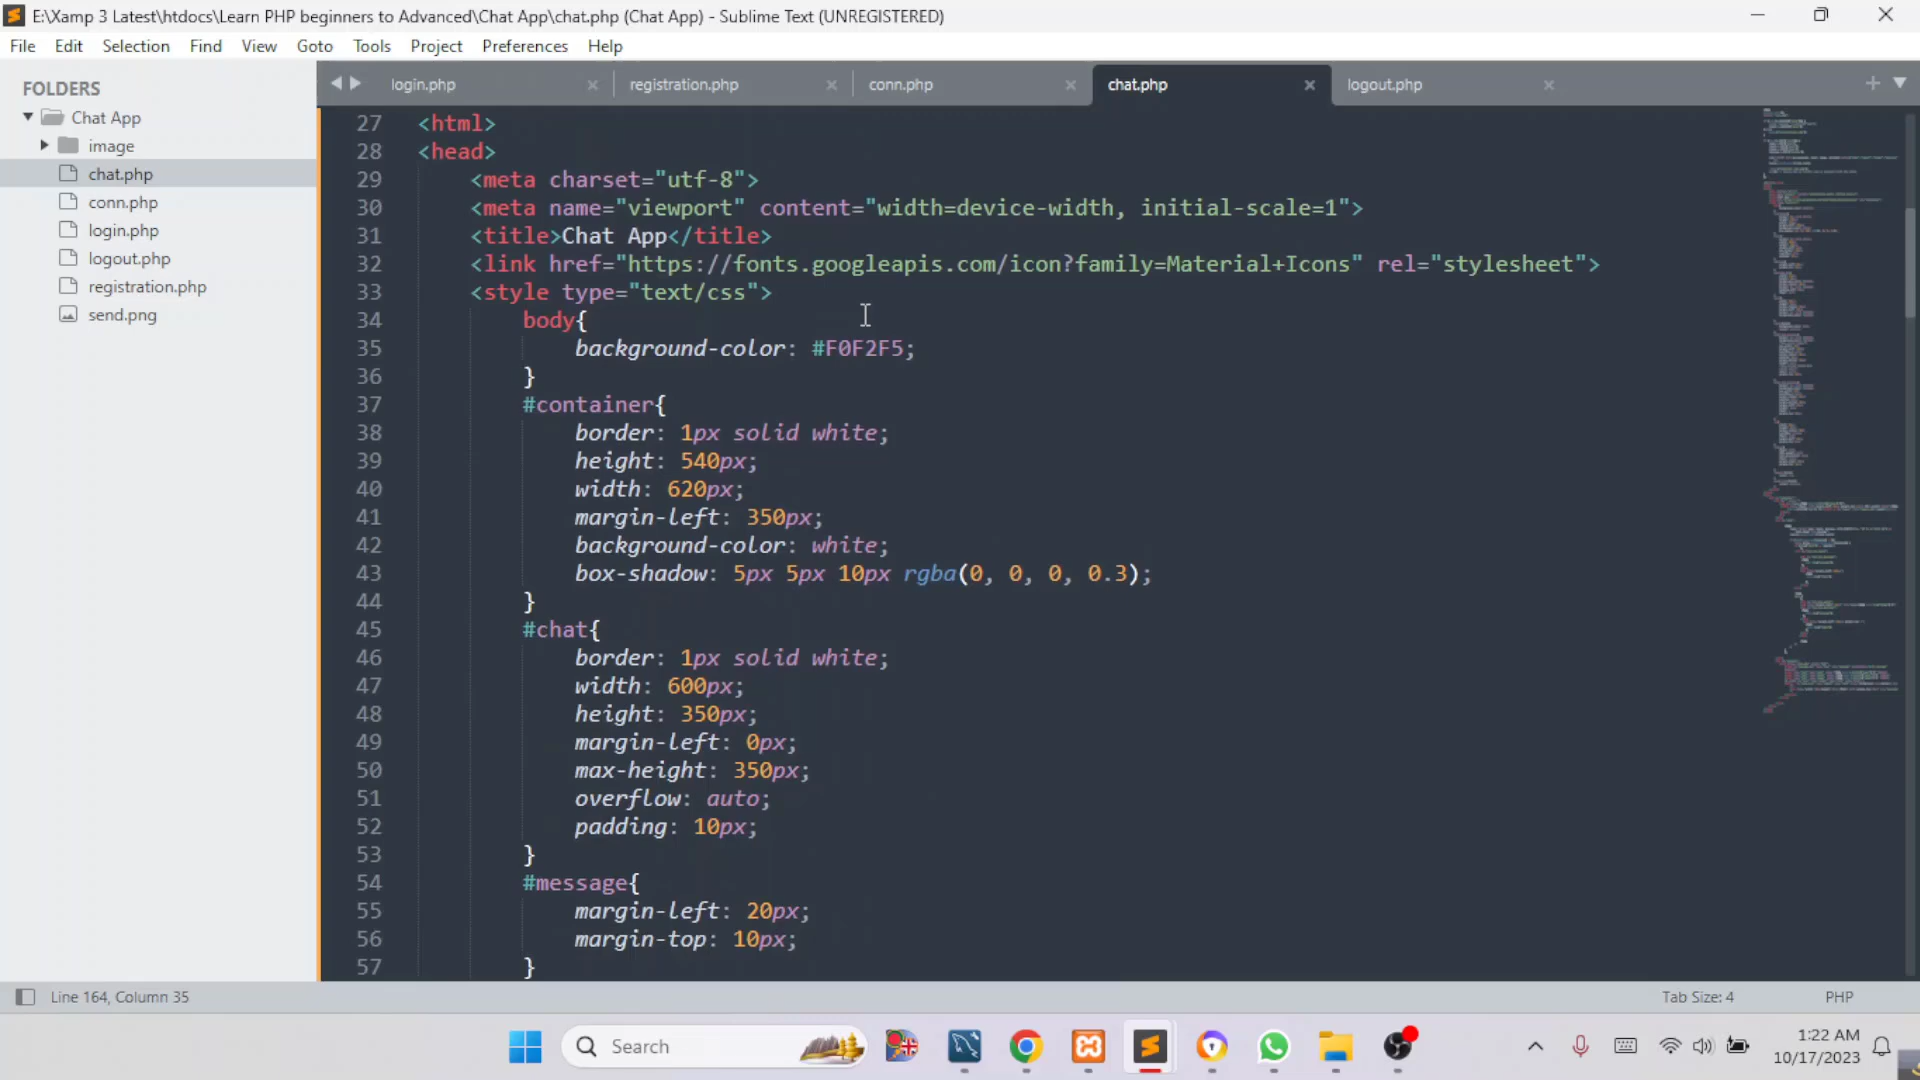 E:\Xamp 3 Latest\htdocs\Learn PHP beginners to Advanced\Chat App\chat.php (Chat App) - Sublime Text (UNREGISTERED)
File Edit Selection Find View Goto Tools Project Preferences Help
FOLDERS
Chat App
image
chat.php
conn.php
login.php
logout.php
registration.php
send.png
login.php registration.php conn.php chat.php logout.php
27 <html>
28 <head>
29 <meta charset="utf-8">
30 <meta name="viewport" content="width=device-width, initial-scale=1">
31 <title>Chat App</title>
32 <link href="https://fonts.googleapis.com/icon?family=Material+Icons" rel="stylesheet">
33 <style type="text/css">
34 body{
35 background-color: #F0F2F5;
36 }
37 #container{
38 border: 1px solid white;
39 height: 540px;
40 width: 620px;
41 margin-left: 350px;
42 background-color: white;
43 box-shadow: 5px 5px 10px rgba(0, 0, 0, 0.3);
44 }
45 #chat{
46 border: 1px solid white;
47 width: 600px;
48 height: 350px;
49 margin-left: 0px;
50 max-height: 350px;
51 overflow: auto;
52 padding: 10px;
53 }
54 #message{
55 margin-left: 20px;
56 margin-top: 10px;
57 }
Line 164, Column 35 Tab Size: 4 PHP
Search
1:22 AM
10/17/2023